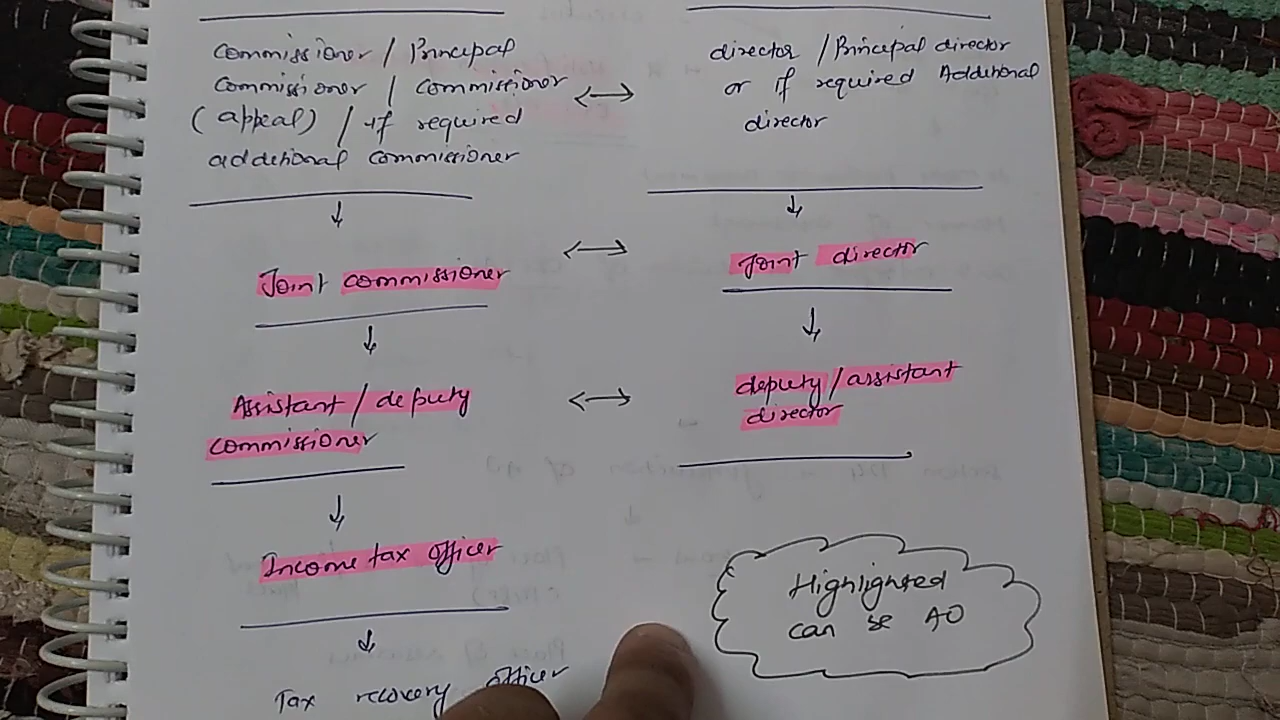 commissioner / Principal
commissioner / commissioner
(appeal) / if required
additional commissioner
director / Principal director
or if required Additional
director
Joint commissioner
Joint director
Assistant / deputy
commissioner
deputy / assistant
director
Income tax officer
Highlighted
can be AO
Tax recovery officer